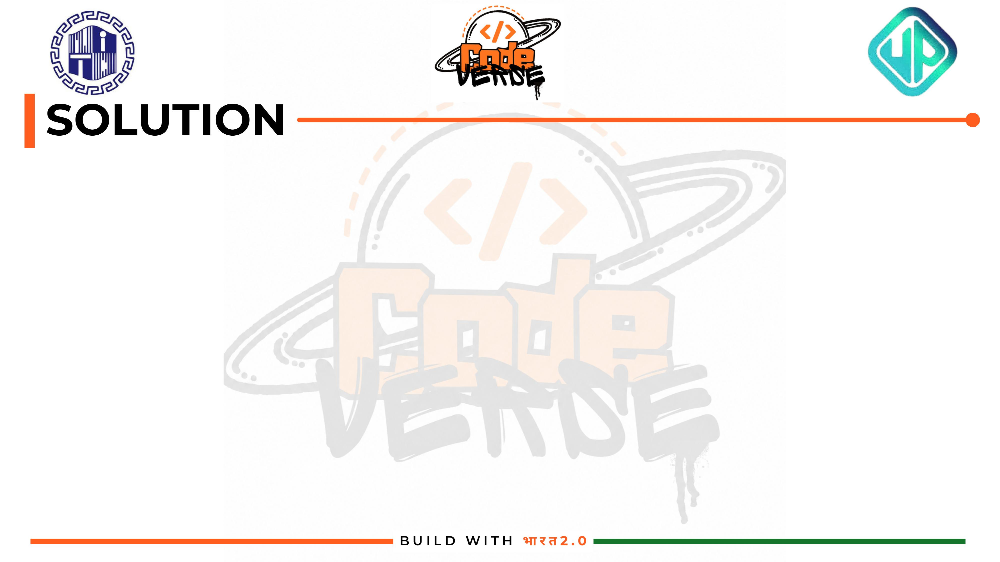 </>
Code
VERSE
SOLUTION
</>
Code
VERSE
BUILD WITH भारत2.0